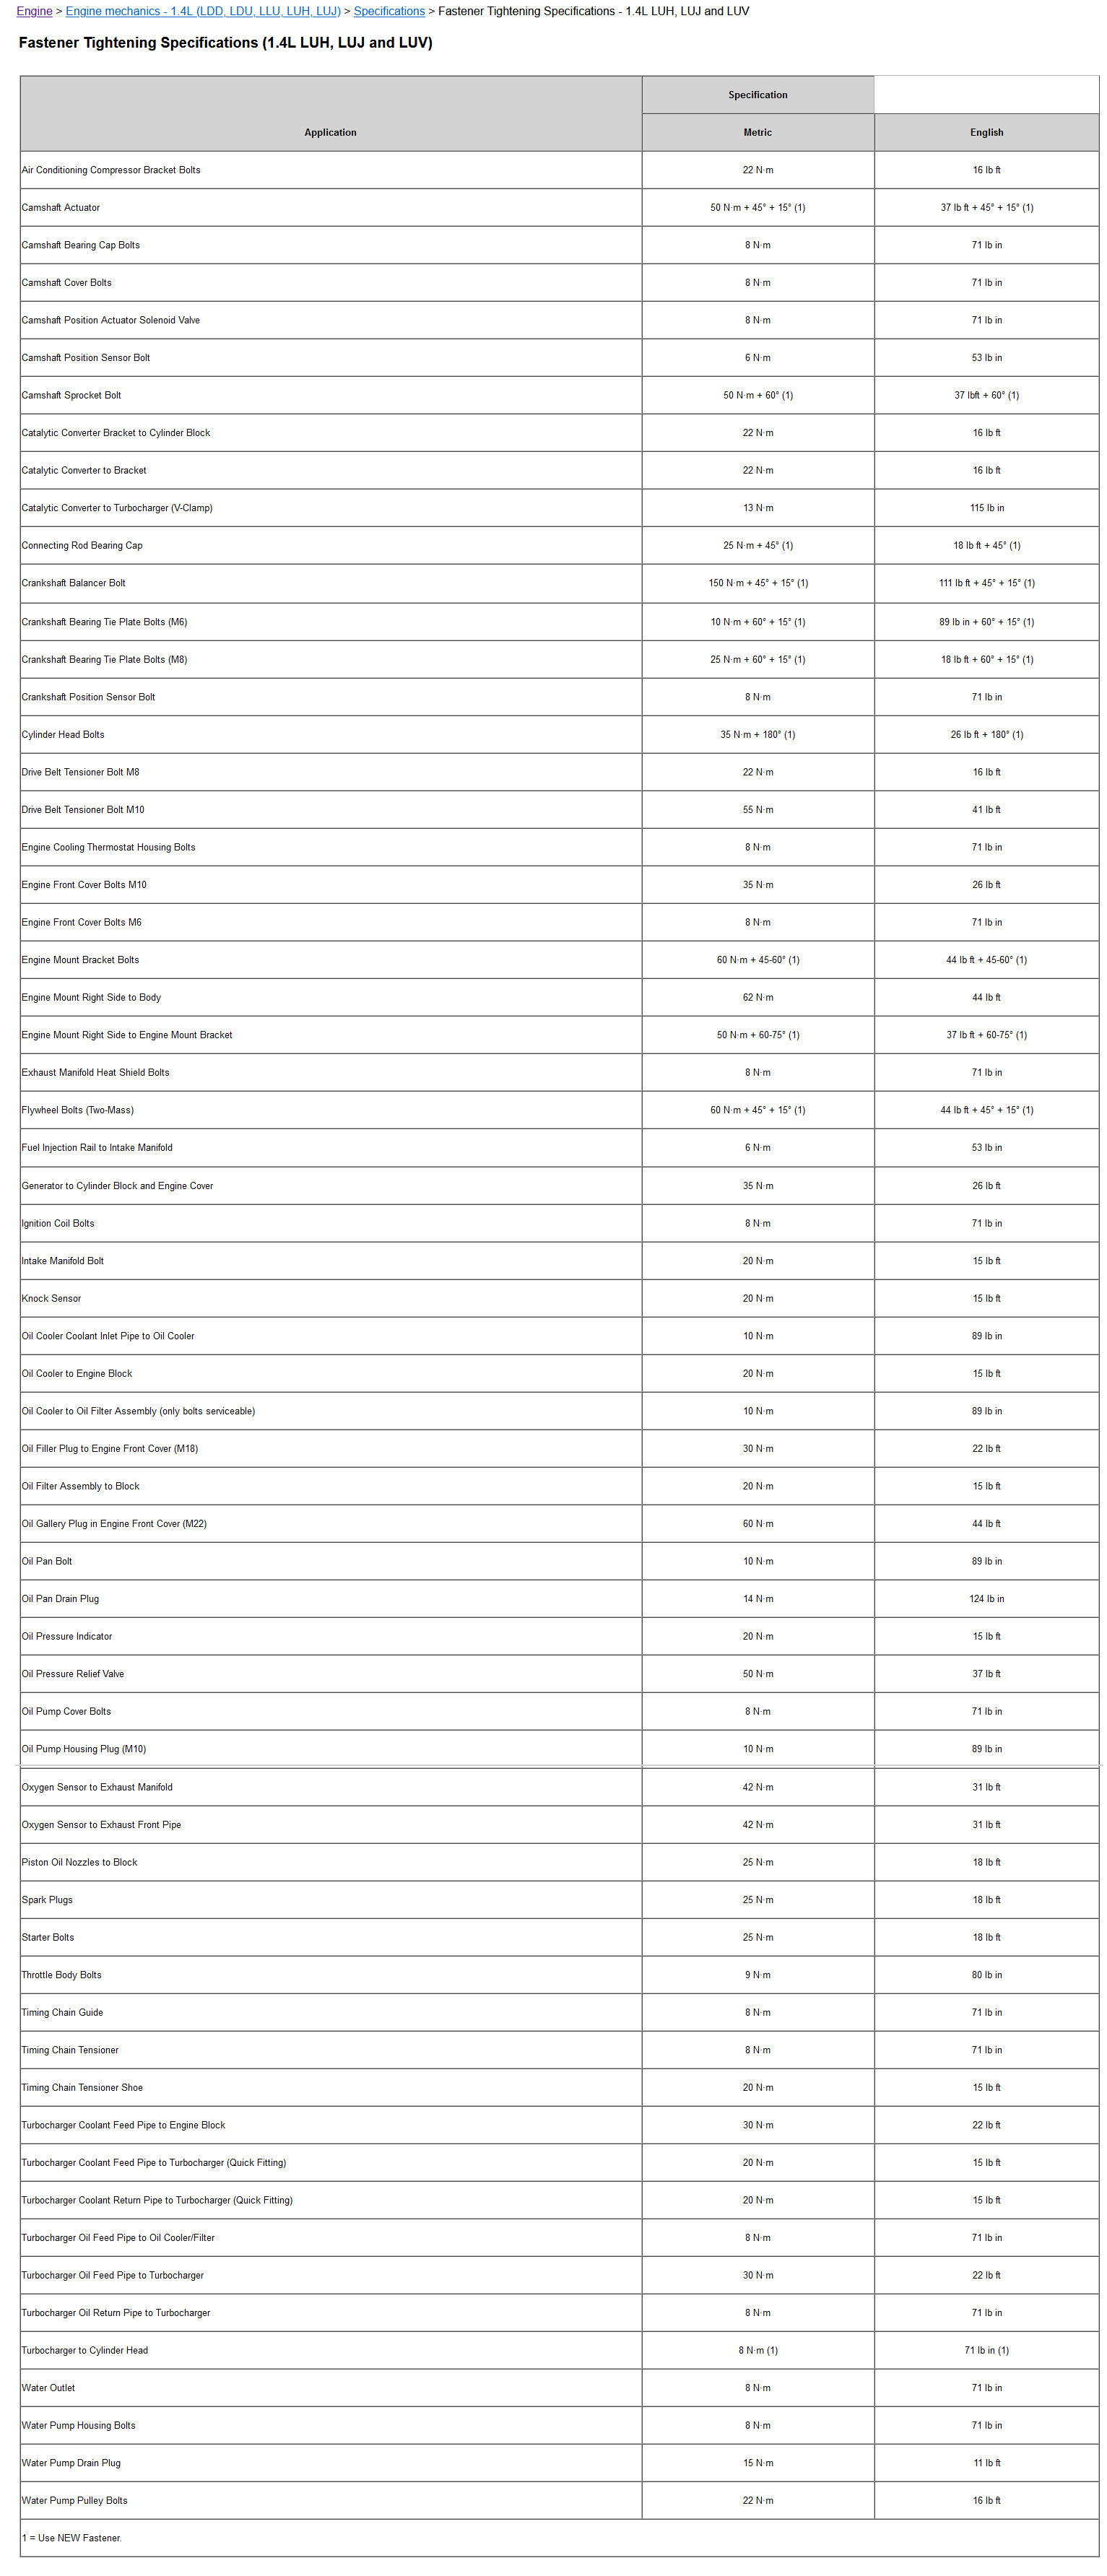 Engine > Engine mechanics - 1.4L (LDD, LDU, LLU, LUH, LUJ) > Specifications > Fastener Tightening Specifications - 1.4L LUH, LUJ and LUV
Fastener Tightening Specifications (1.4L LUH, LUJ and LUV)
Specification
Application Metric English
Air Conditioning Compressor Bracket Bolts 22 N·m 16 lb ft
Camshaft Actuator 50 N·m + 45° + 15° (1) 37 lb ft + 45° + 15° (1)
Camshaft Bearing Cap Bolts 8 N·m 71 lb in
Camshaft Cover Bolts 8 N·m 71 lb in
Camshaft Position Actuator Solenoid Valve 8 N·m 71 lb in
Camshaft Position Sensor Bolt 6 N·m 53 lb in
Camshaft Sprocket Bolt 50 N·m + 60° (1) 37 lbft + 60° (1)
Catalytic Converter Bracket to Cylinder Block 22 N·m 16 lb ft
Catalytic Converter to Bracket 22 N·m 16 lb ft
Catalytic Converter to Turbocharger (V-Clamp) 13 N·m 115 lb in
Connecting Rod Bearing Cap 25 N·m + 45° (1) 18 lb ft + 45° (1)
Crankshaft Balancer Bolt 150 N·m + 45° + 15° (1) 111 lb ft + 45° + 15° (1)
Crankshaft Bearing Tie Plate Bolts (M6) 10 N·m + 60° + 15° (1) 89 lb in + 60° + 15° (1)
Crankshaft Bearing Tie Plate Bolts (M8) 25 N·m + 60° + 15° (1) 18 lb ft + 60° + 15° (1)
Crankshaft Position Sensor Bolt 8 N·m 71 lb in
Cylinder Head Bolts 35 N·m + 180° (1) 26 lb ft + 180° (1)
Drive Belt Tensioner Bolt M8 22 N·m 16 lb ft
Drive Belt Tensioner Bolt M10 55 N·m 41 lb ft
Engine Cooling Thermostat Housing Bolts 8 N·m 71 lb in
Engine Front Cover Bolts M10 35 N·m 26 lb ft
Engine Front Cover Bolts M6 8 N·m 71 lb in
Engine Mount Bracket Bolts 60 N·m + 45-60° (1) 44 lb ft + 45-60° (1)
Engine Mount Right Side to Body 62 N·m 44 lb ft
Engine Mount Right Side to Engine Mount Bracket 50 N·m + 60-75° (1) 37 lb ft + 60-75° (1)
Exhaust Manifold Heat Shield Bolts 8 N·m 71 lb in
Flywheel Bolts (Two-Mass) 60 N·m + 45° + 15° (1) 44 lb ft + 45° + 15° (1)
Fuel Injection Rail to Intake Manifold 6 N·m 53 lb in
Generator to Cylinder Block and Engine Cover 35 N·m 26 lb ft
Ignition Coil Bolts 8 N·m 71 lb in
Intake Manifold Bolt 20 N·m 15 lb ft
Knock Sensor 20 N·m 15 lb ft
Oil Cooler Coolant Inlet Pipe to Oil Cooler 10 N·m 89 lb in
Oil Cooler to Engine Block 20 N·m 15 lb ft
Oil Cooler to Oil Filter Assembly (only bolts serviceable) 10 N·m 89 lb in
Oil Filler Plug to Engine Front Cover (M18) 30 N·m 22 lb ft
Oil Filter Assembly to Block 20 N·m 15 lb ft
Oil Gallery Plug in Engine Front Cover (M22) 60 N·m 44 lb ft
Oil Pan Bolt 10 N·m 89 lb in
Oil Pan Drain Plug 14 N·m 124 lb in
Oil Pressure Indicator 20 N·m 15 lb ft
Oil Pressure Relief Valve 50 N·m 37 lb ft
Oil Pump Cover Bolts 8 N·m 71 lb in
Oil Pump Housing Plug (M10) 10 N·m 89 lb in
Oxygen Sensor to Exhaust Manifold 42 N·m 31 lb ft
Oxygen Sensor to Exhaust Front Pipe 42 N·m 31 lb ft
Piston Oil Nozzles to Block 25 N·m 18 lb ft
Spark Plugs 25 N·m 18 lb ft
Starter Bolts 25 N·m 18 lb ft
Throttle Body Bolts 9 N·m 80 lb in
Timing Chain Guide 8 N·m 71 lb in
Timing Chain Tensioner 8 N·m 71 lb in
Timing Chain Tensioner Shoe 20 N·m 15 lb ft
Turbocharger Coolant Feed Pipe to Engine Block 30 N·m 22 lb ft
Turbocharger Coolant Feed Pipe to Turbocharger (Quick Fitting) 20 N·m 15 lb ft
Turbocharger Coolant Return Pipe to Turbocharger (Quick Fitting) 20 N·m 15 lb ft
Turbocharger Oil Feed Pipe to Oil Cooler/Filter 8 N·m 71 lb in
Turbocharger Oil Feed Pipe to Turbocharger 30 N·m 22 lb ft
Turbocharger Oil Return Pipe to Turbocharger 8 N·m 71 lb in
Turbocharger to Cylinder Head 8 N·m (1) 71 lb in (1)
Water Outlet 8 N·m 71 lb in
Water Pump Housing Bolts 8 N·m 71 lb in
Water Pump Drain Plug 15 N·m 11 lb ft
Water Pump Pulley Bolts 22 N·m 16 lb ft
1 = Use NEW Fastener.